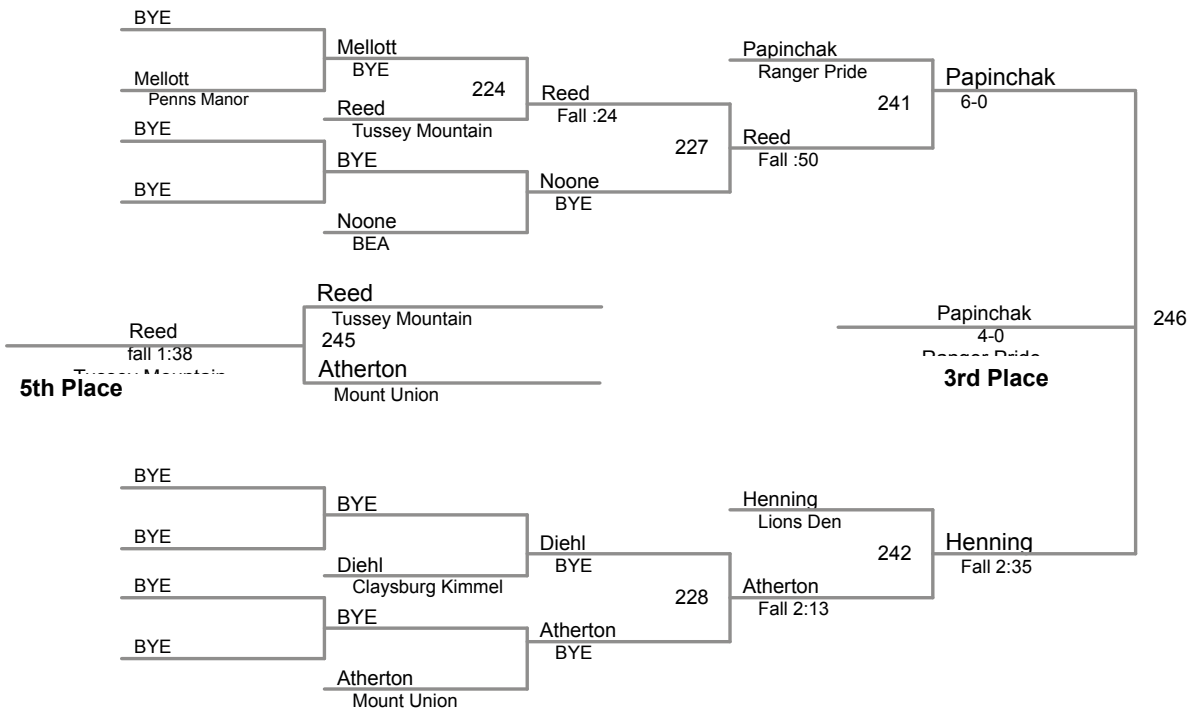 BYE
Mellott
BYE
Mellott
Penns Manor
224
Reed
Tussey Mountain
Reed
Fall :24
BYE
BYE
BYE
Noone
BEA
Noone
BYE
227
Papinchak
Ranger Pride
Reed
Fall :50
241
Papinchak
6-0
Reed
Tussey Mountain
245
Atherton
Mount Union
Reed
fall 1:38
Tussey Mountain
5th Place
Papinchak
4-0
Ranger Pride
3rd Place
246
BYE
BYE
BYE
Diehl
Claysburg Kimmel
Diehl
BYE
BYE
BYE
BYE
Atherton
Mount Union
Atherton
BYE
228
Henning
Lions Den
Atherton
Fall 2:13
242
Henning
Fall 2:35